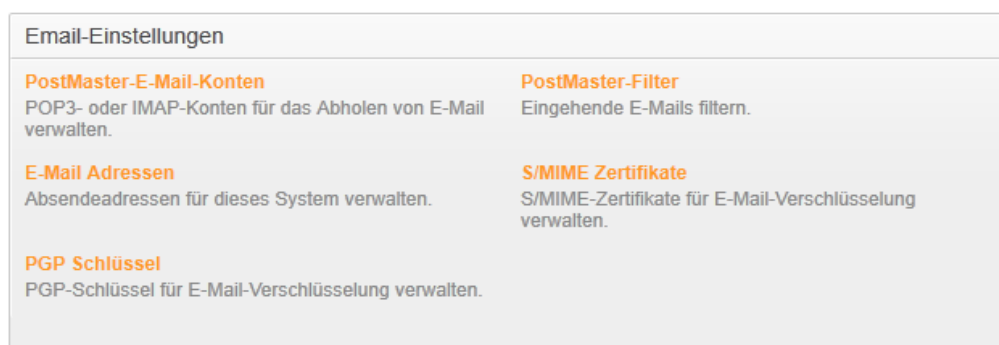 Email-Einstellungen
PostMaster-E-Mail-Konten
POP3- oder IMAP-Konten für das Abholen von E-Mail
verwalten.
PostMaster-Filter
Eingehende E-Mails filtern.
E-Mail Adressen
Absendeadressen für dieses System verwalten.
S/MIME Zertifikate
S/MIME-Zertifikate für E-Mail-Verschlüsselung
verwalten.
PGP Schlüssel
PGP-Schlüssel für E-Mail-Verschlüsselung verwalten.